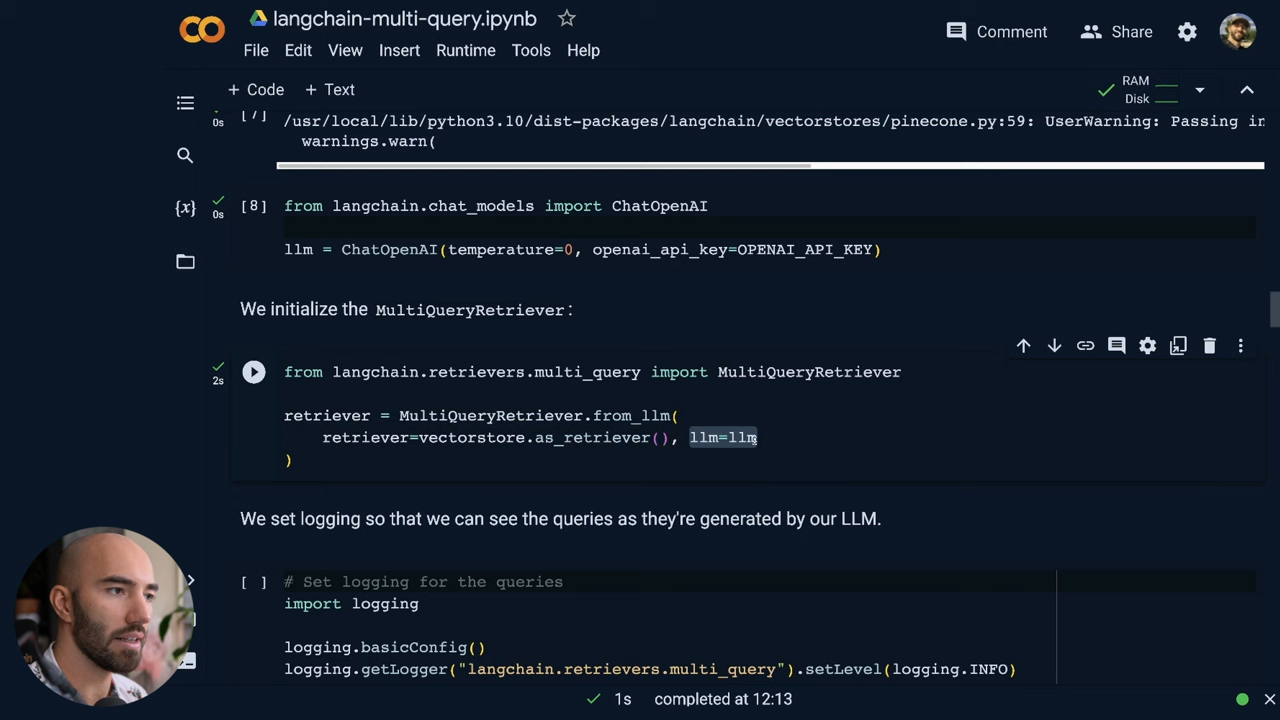 langchain-multi-query.ipynb
File Edit View Insert Runtime Tools Help
Comment
Share
+ Code + Text
RAM
Disk
0s
[7]
/usr/local/lib/python3.10/dist-packages/langchain/vectorstores/pinecone.py:59: UserWarning: Passing in
warnings.warn(
{x}
0s
[8]
from langchain.chat_models import ChatOpenAI
llm = ChatOpenAI(temperature=0, openai_api_key=OPENAI_API_KEY)
We initialize the MultiQueryRetriever:
2s
from langchain.retrievers.multi_query import MultiQueryRetriever
retriever = MultiQueryRetriever.from_llm(
retriever=vectorstore.as_retriever(), llm=llm
)
We set logging so that we can see the queries as they're generated by our LLM.
[ ]
# Set logging for the queries
import logging
logging.basicConfig()
logging.getLogger("langchain.retrievers.multi_query").setLevel(logging.INFO)
1s completed at 12:13